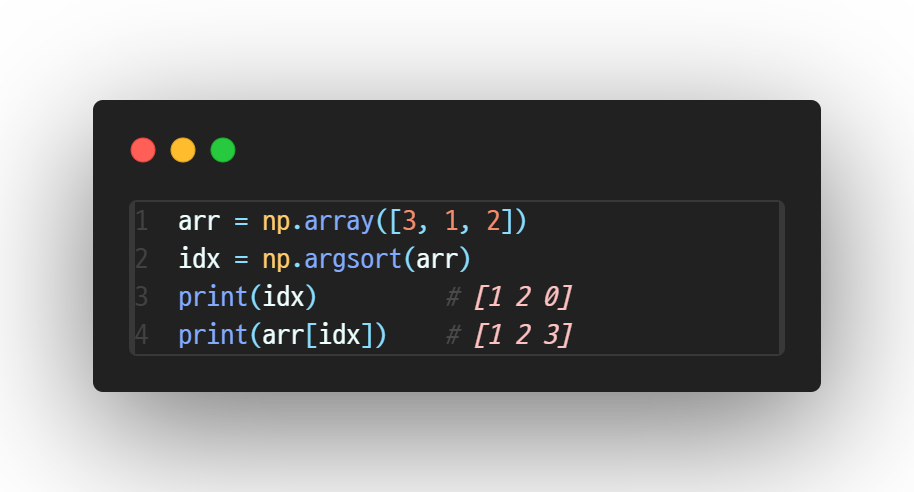 1 arr = np.array([3, 1, 2])
2 idx = np.argsort(arr)
3 print(idx)         # [1 2 0]
4 print(arr[idx])    # [1 2 3]